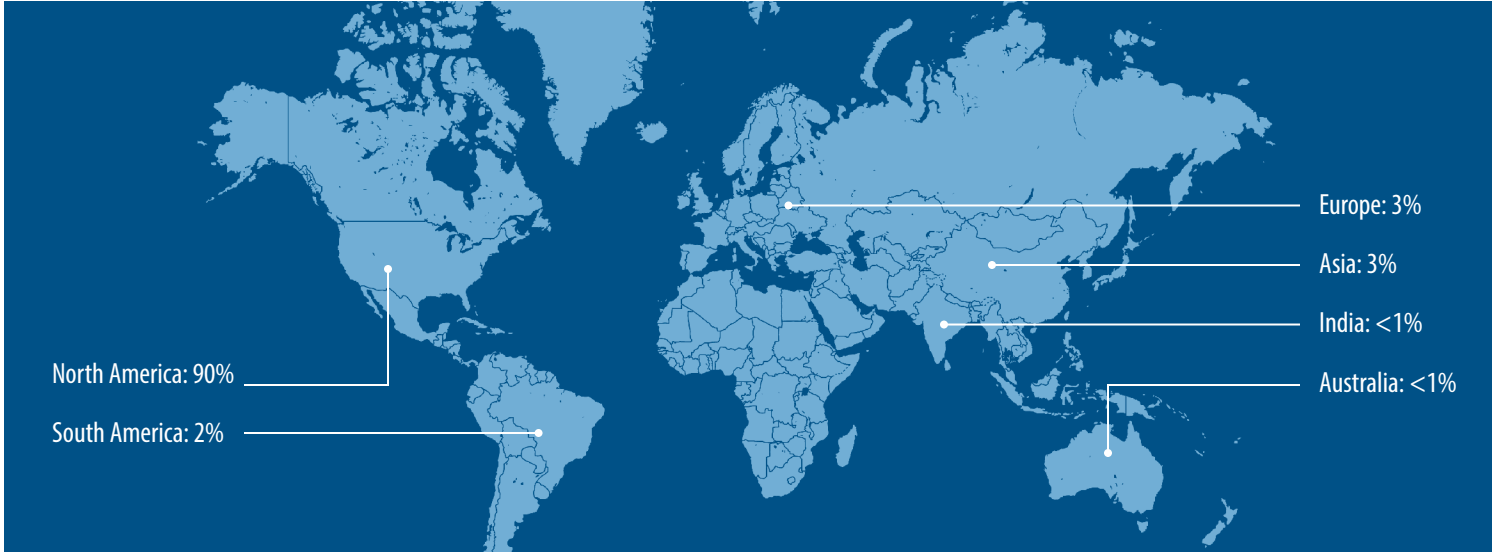 North America: 90%
South America: 2%
Europe: 3%
Asia: 3%
India: <1%
Australia: <1%